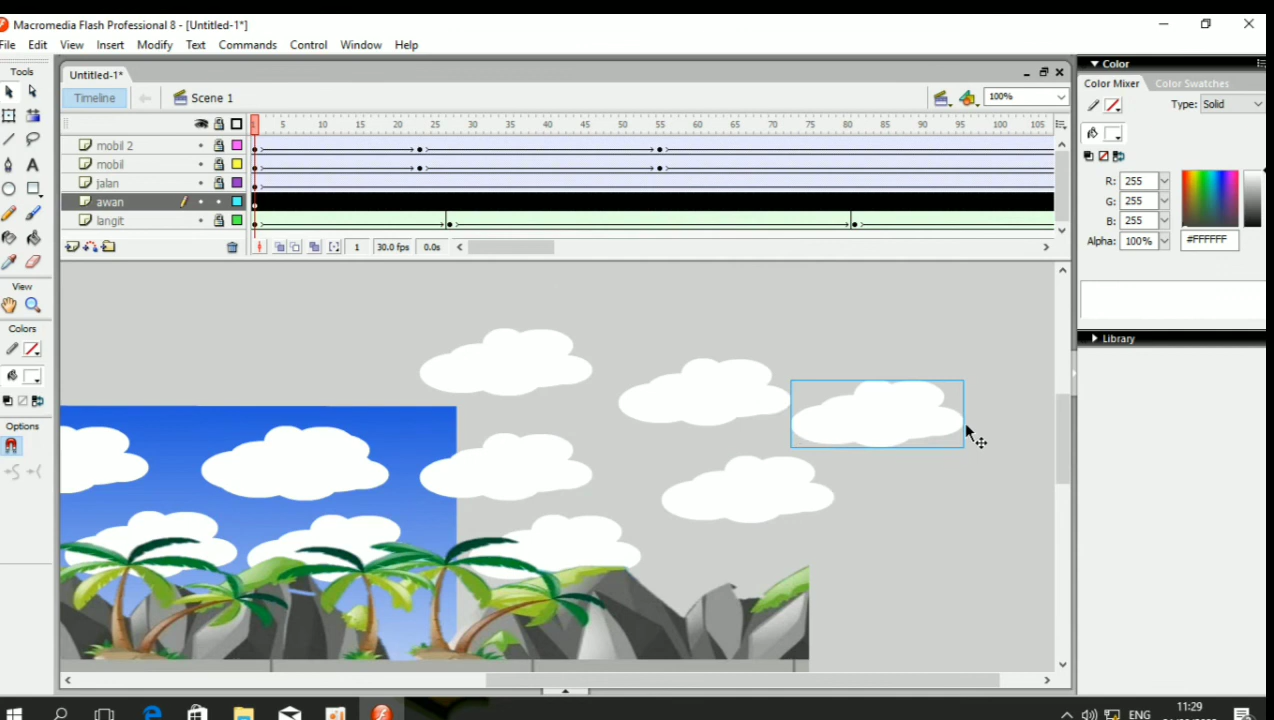 Macromedia Flash Professional 8 - [Untitled-1*]
File Edit View Insert Modify Text Commands Control Window Help
Tools
Untitled-1*
Color
Color Mixer Color Swatches
Timeline
Scene 1
100%
Type: Solid
5 10 15 20 25 30 35 40 45 50 55 60 65 70 75 80 85 90 95 100 105
mobil 2
mobil
jalan
awan
langit
R: 255
G: 255
B: 255
Alpha: 100%
#FFFFFF
1 30.0 fps 0.0s
View
Colors
Library
Options
11:29
ENG